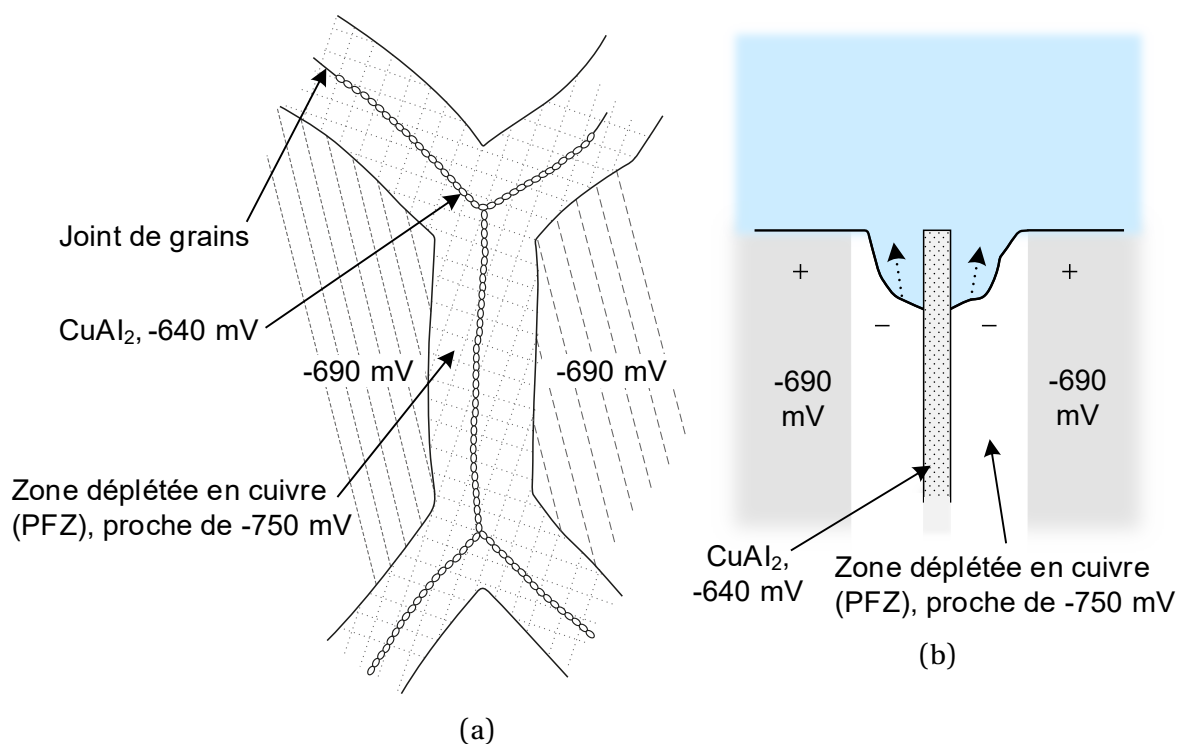 Joint de grains
CuAl₂, -640 mV
-690 mV
-690 mV
Zone déplétée en cuivre
(PFZ), proche de -750 mV
(a)
+
+
–
–
-690
mV
-690
mV
CuAl₂,
-640 mV
Zone déplétée en cuivre
(PFZ), proche de -750 mV
(b)